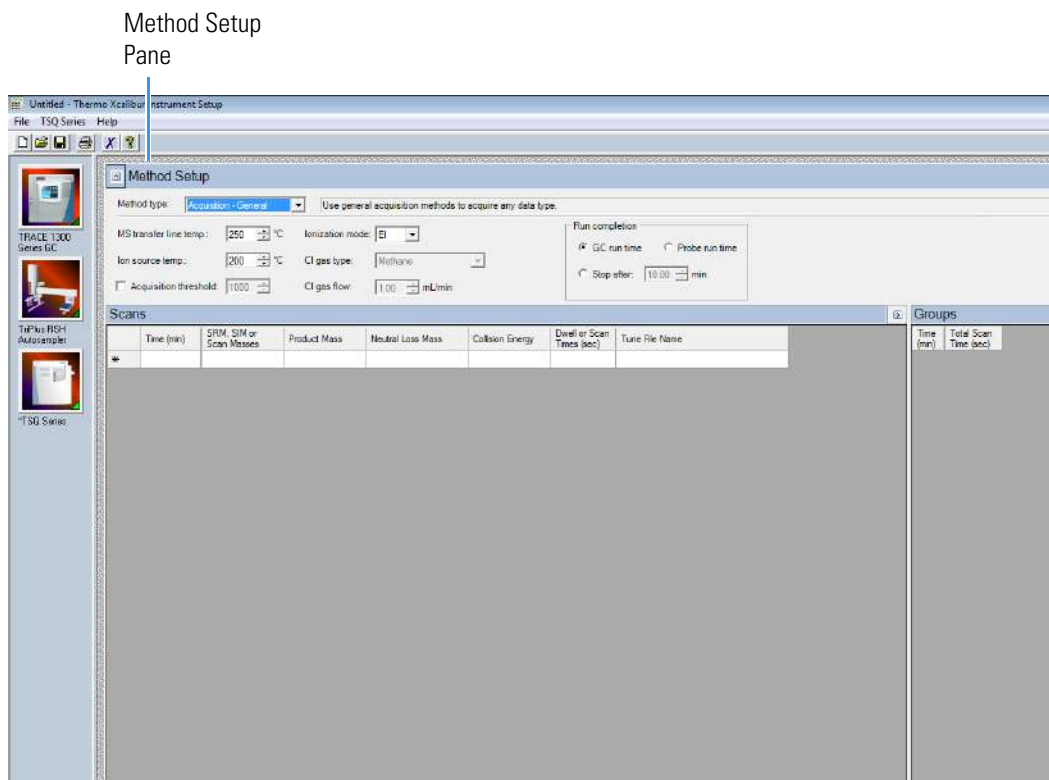 Method Setup
Pane
Untitled - Thermo Xcalibur Instrument Setup
File TSQ Series Help
Method Setup
Method type: Acquisition - General Use general acquisition methods to acquire any data type.
MS transfer line temp.: 250 °C Ionization mode: EI
Run completion
GC run time Probe run time
Ion source temp.: 200 °C CI gas type: Methane
Stop after: 10.00 min
Acquisition threshold: 1000 CI gas flow: 1.00 mL/min
TRACE 1300
Series GC
TriPlus RSH
Autosampler
*TSQ Series
Scans
Time (min)
SRM, SIM or
Scan Masses
Product Mass
Neutral Loss Mass
Collision Energy
Dwell or Scan
Times (sec)
Tune File Name
*
Groups
Time
(min)
Total Scan
Time (sec)